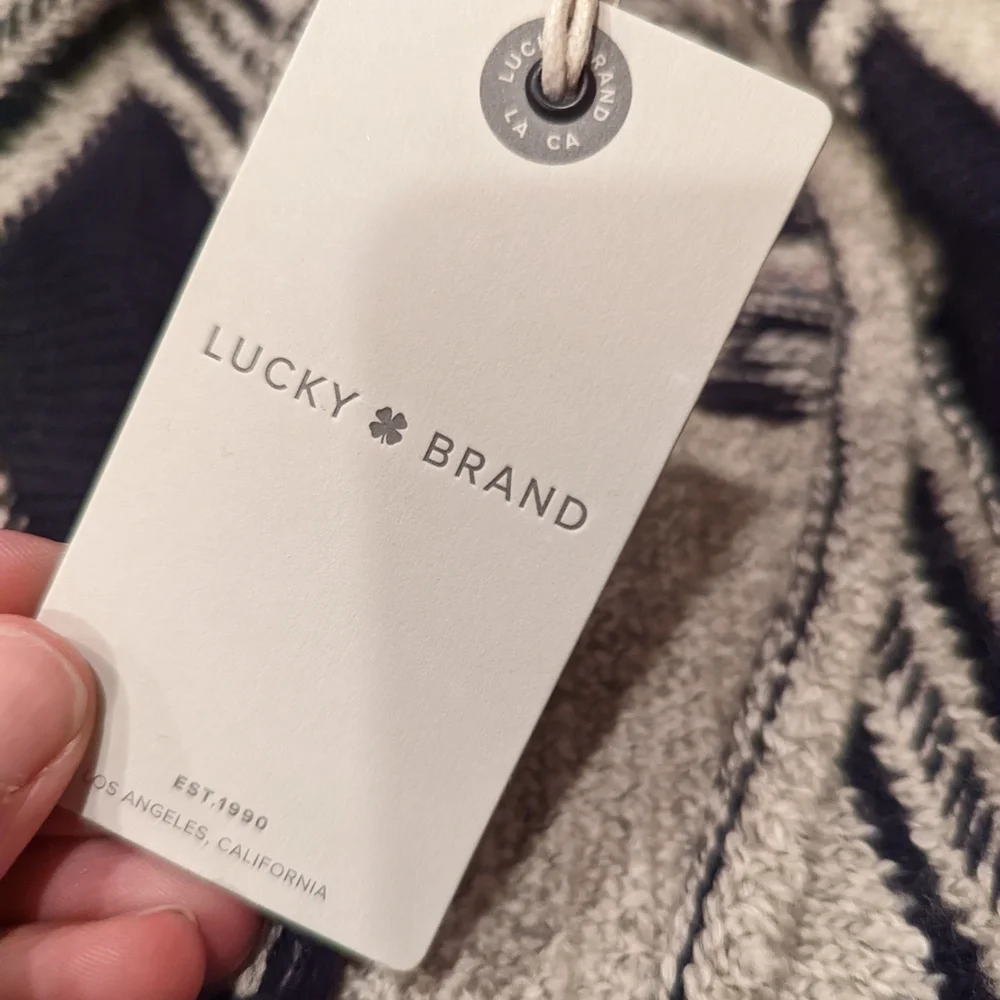 LUCKY BRAND
LA CA
LUCKY BRAND
EST.1990
LOS ANGELES, CALIFORNIA